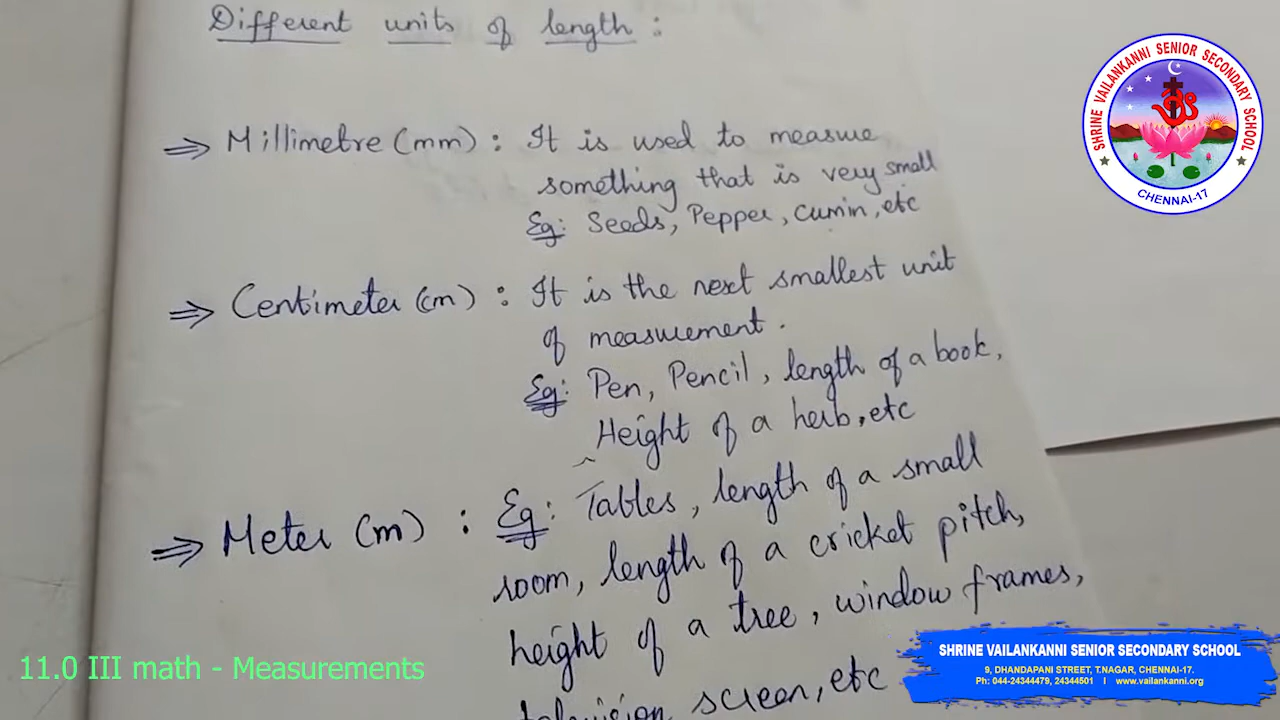 Different units of length :
⇒ Millimetre (mm) : It is used to measure
something that is very small
Eg: Seeds, Pepper, Cumin, etc
⇒ Centimeter (cm) : It is the next smallest unit
of measurement.
Eg: Pen, Pencil, length of a book,
Height of a herb, etc
⇒ Meter (m) : Eg: Tables, length of a small
room, length of a cricket pitch,
height of a tree, window frames,
television screen, etc
SHRINE VAILANKANNI SENIOR SECONDARY SCHOOL
CHENNAI-17
11.0 III math - Measurements
SHRINE VAILANKANNI SENIOR SECONDARY SCHOOL
9, DHANDAPANI STREET, T.NAGAR, CHENNAI-17.
Ph: 044-24344479, 24344501 I www.vailankanni.org